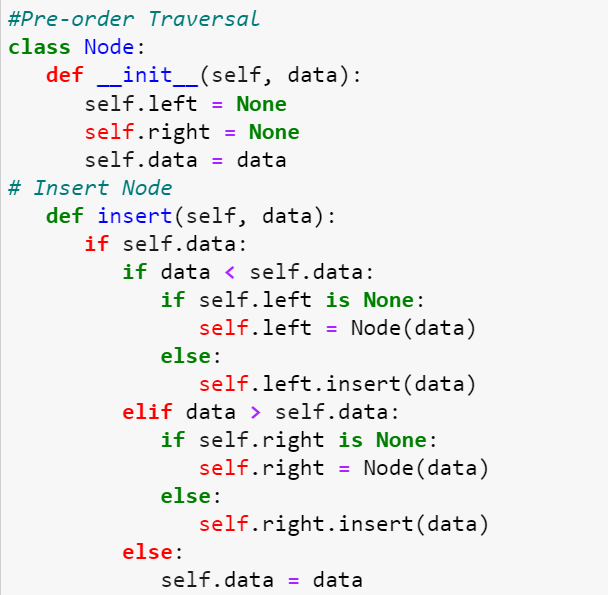 #Pre-order Traversal
class Node:
   def __init__(self, data):
      self.left = None
      self.right = None
      self.data = data
# Insert Node
   def insert(self, data):
      if self.data:
         if data < self.data:
            if self.left is None:
               self.left = Node(data)
            else:
               self.left.insert(data)
         elif data > self.data:
            if self.right is None:
               self.right = Node(data)
            else:
               self.right.insert(data)
         else:
            self.data = data